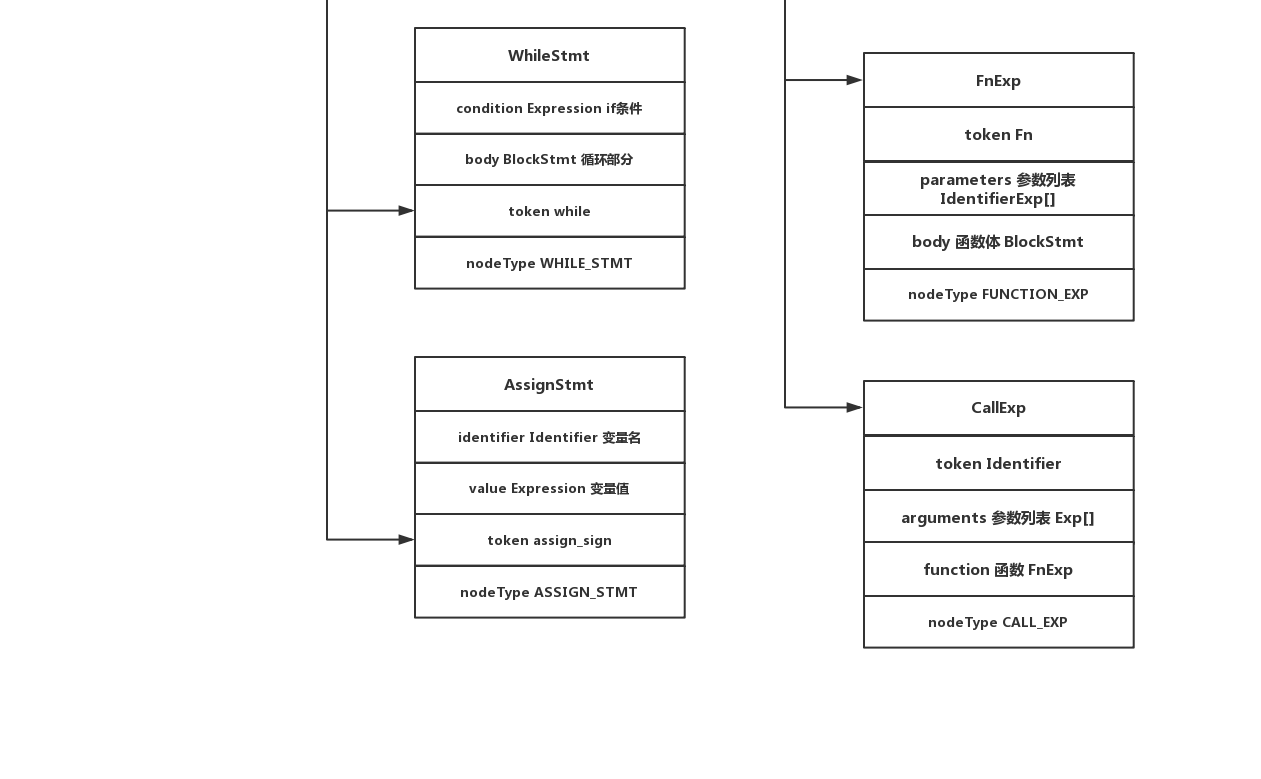 WhileStmt
condition Expression if条件
body BlockStmt 循环部分
token while
nodeType WHILE_STMT
AssignStmt
identifier Identifier 变量名
value Expression 变量值
token assign_sign
nodeType ASSIGN_STMT
FnExp
token Fn
parameters 参数列表
IdentifierExp[]
body 函数体 BlockStmt
nodeType FUNCTION_EXP
CallExp
token Identifier
arguments 参数列表 Exp[]
function 函数 FnExp
nodeType CALL_EXP